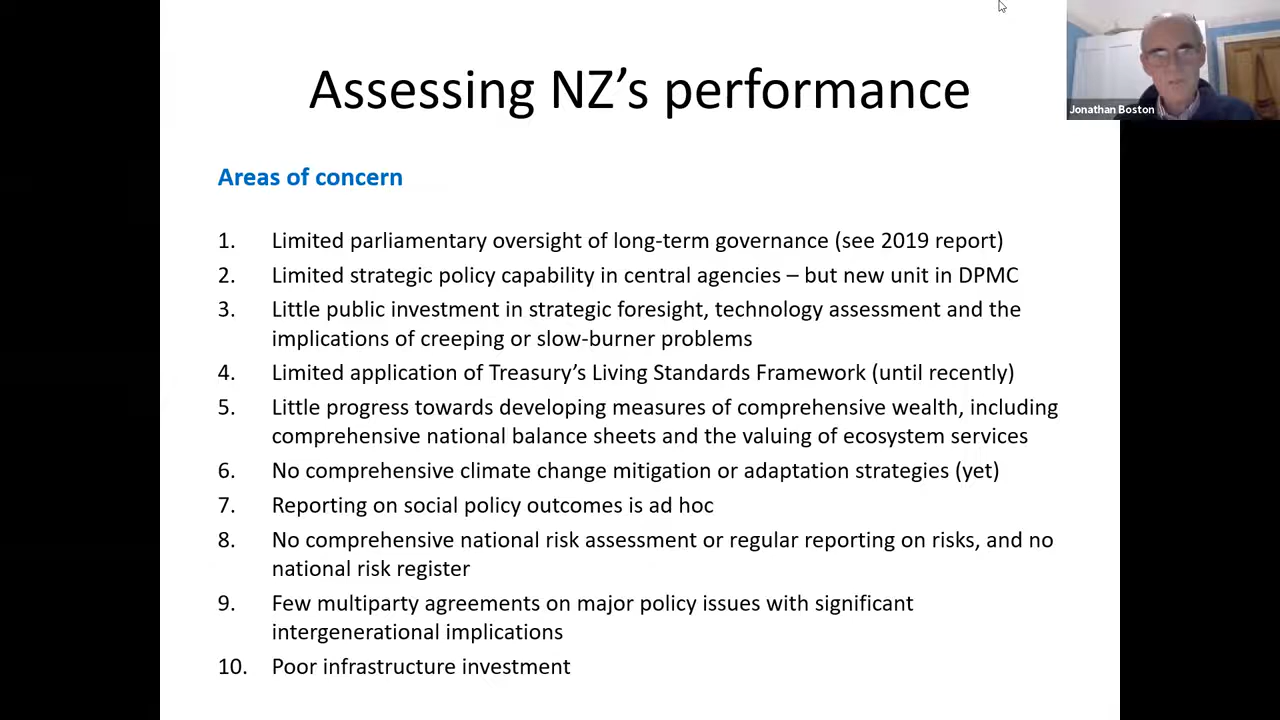 Assessing NZ’s performance
Jonathan Boston
Areas of concern
1. Limited parliamentary oversight of long-term governance (see 2019 report)
2. Limited strategic policy capability in central agencies – but new unit in DPMC
3. Little public investment in strategic foresight, technology assessment and the
implications of creeping or slow-burner problems
4. Limited application of Treasury’s Living Standards Framework (until recently)
5. Little progress towards developing measures of comprehensive wealth, including
comprehensive national balance sheets and the valuing of ecosystem services
6. No comprehensive climate change mitigation or adaptation strategies (yet)
7. Reporting on social policy outcomes is ad hoc
8. No comprehensive national risk assessment or regular reporting on risks, and no
national risk register
9. Few multiparty agreements on major policy issues with significant
intergenerational implications
10. Poor infrastructure investment